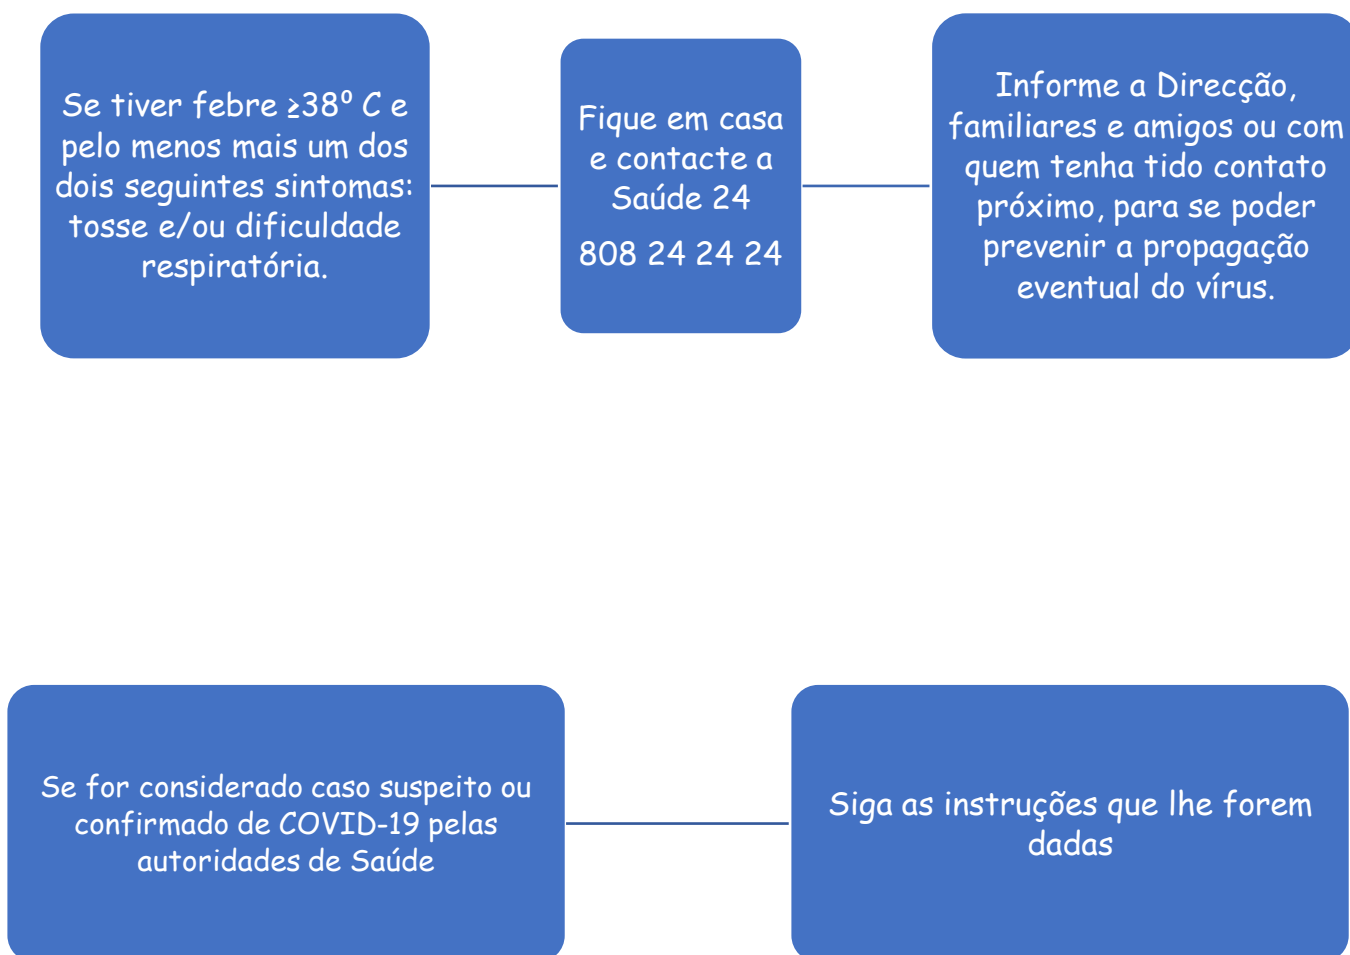 Se tiver febre ≥38⁰ C e
pelo menos mais um dos
dois seguintes sintomas:
tosse e/ou dificuldade
respiratória.
Fique em casa
e contacte a
Saúde 24
808 24 24 24
Informe a Direcção,
familiares e amigos ou com
quem tenha tido contato
próximo, para se poder
prevenir a propagação
eventual do vírus.
Se for considerado caso suspeito ou
confirmado de COVID-19 pelas
autoridades de Saúde
Siga as instruções que lhe forem
dadas